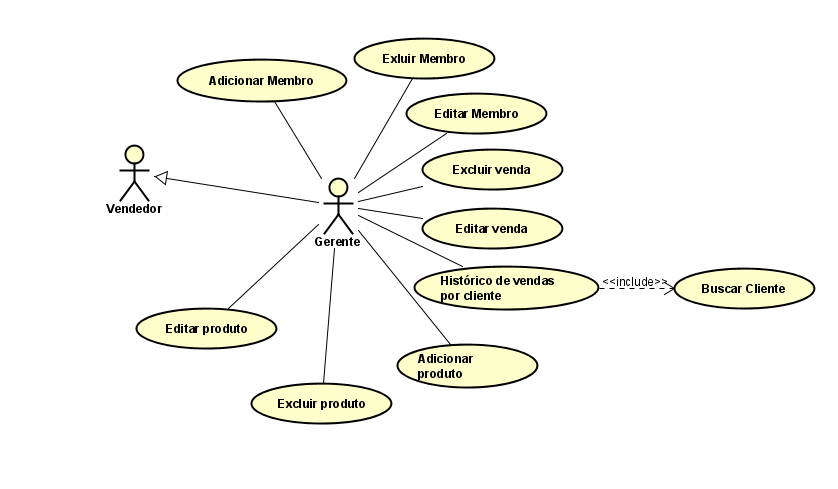 Exluir Membro
Adicionar Membro
Editar Membro
Excluir venda
Vendedor
Editar venda
Gerente
Histórico de vendas
por cliente
<<include>>
Buscar Cliente
Editar produto
Adicionar
produto
Excluir produto